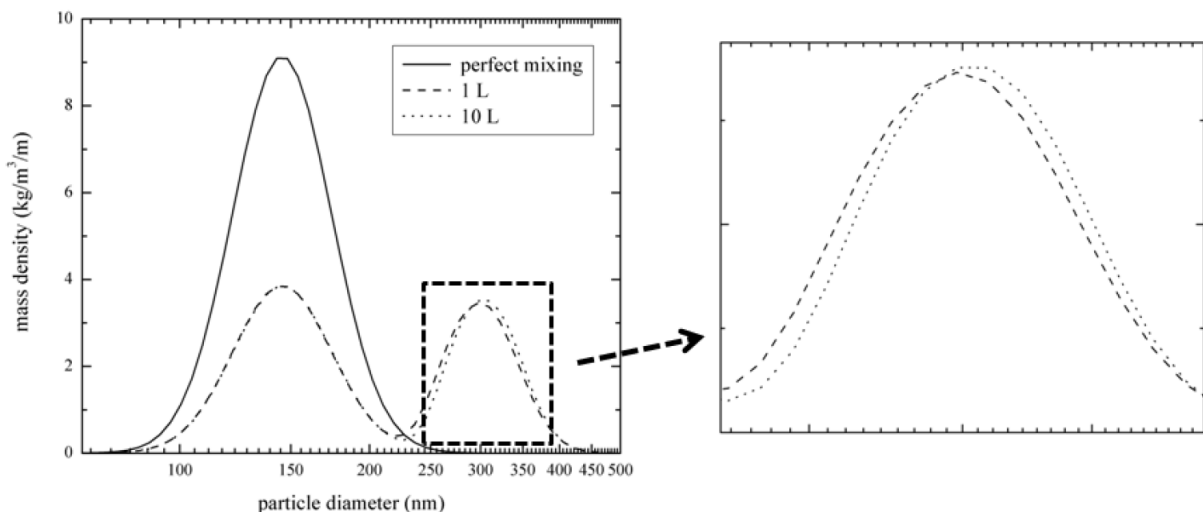 10
8
6
4
2
0
mass density (kg/m³/m)
perfect mixing
1 L
10 L
100 150 200 250 300 350 400 450 500
particle diameter (nm)